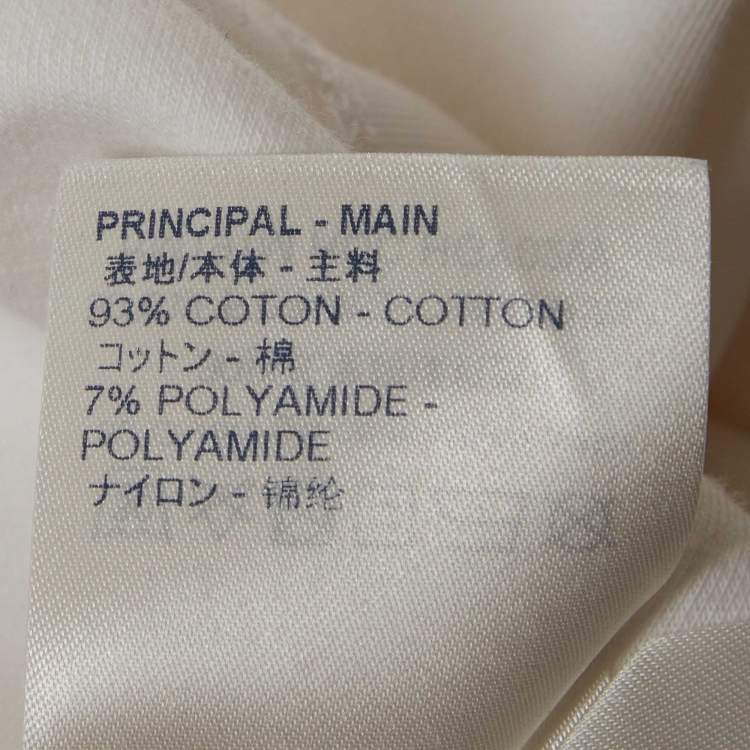 PRINCIPAL - MAIN
表地/本体 - 主料
93% COTON - COTTON
コットン - 棉
7% POLYAMIDE -
POLYAMIDE
ナイロン - 锦纶